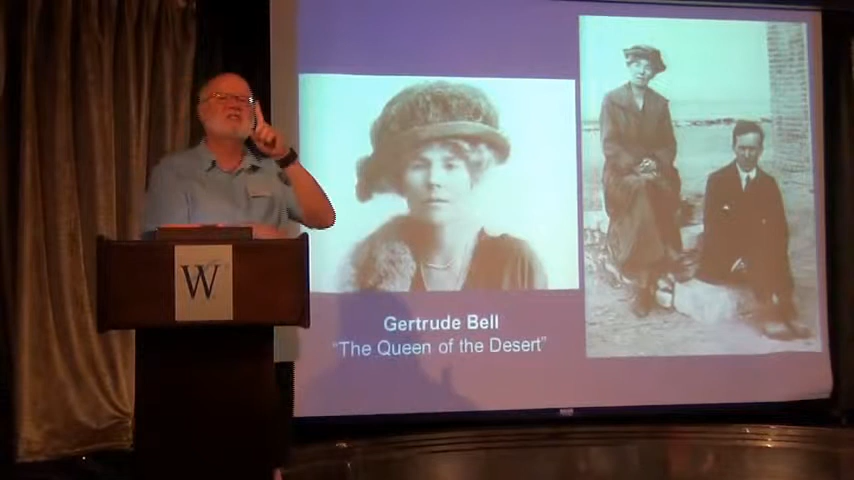 W
Gertrude Bell
"The Queen of the Desert"